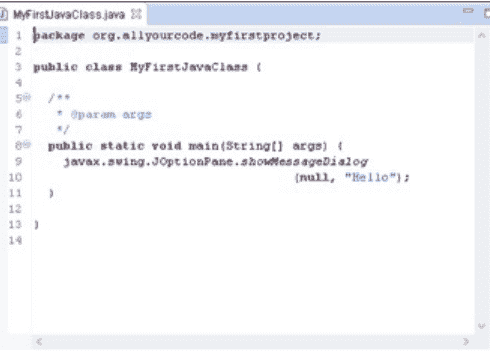 MyFirstJavaClass.java
1 package org.allyourcode.myfirstproject;
2
3 public class MyFirstJavaClass {
4
5 /**
6 * @param args
7 */
8 public static void main(String[] args) {
9 javax.swing.JOptionPane.showMessageDialog
10 (null, "Hello");
11 }
12
13 }
14